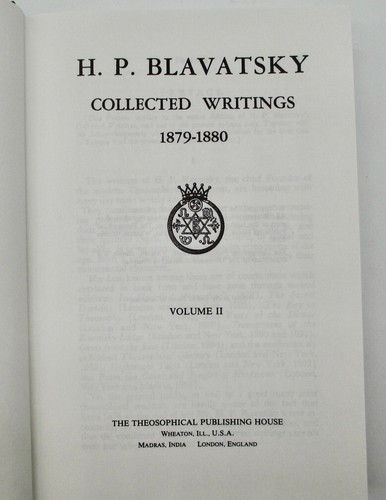 H. P. BLAVATSKY
COLLECTED WRITINGS
1879-1880
VOLUME II
THE THEOSOPHICAL PUBLISHING HOUSE
WHEATON, ILL., U.S.A.
MADRAS, INDIA LONDON, ENGLAND